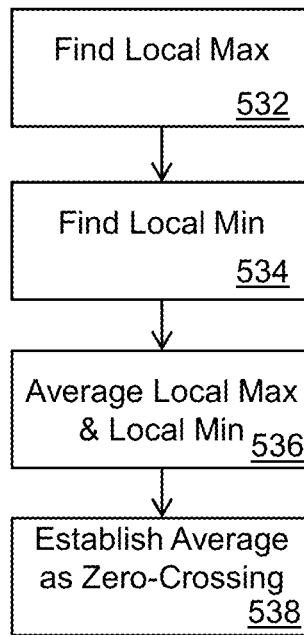 Find Local Max
532
Find Local Min
534
Average Local Max
& Local Min 536
Establish Average
as Zero-Crossing
538